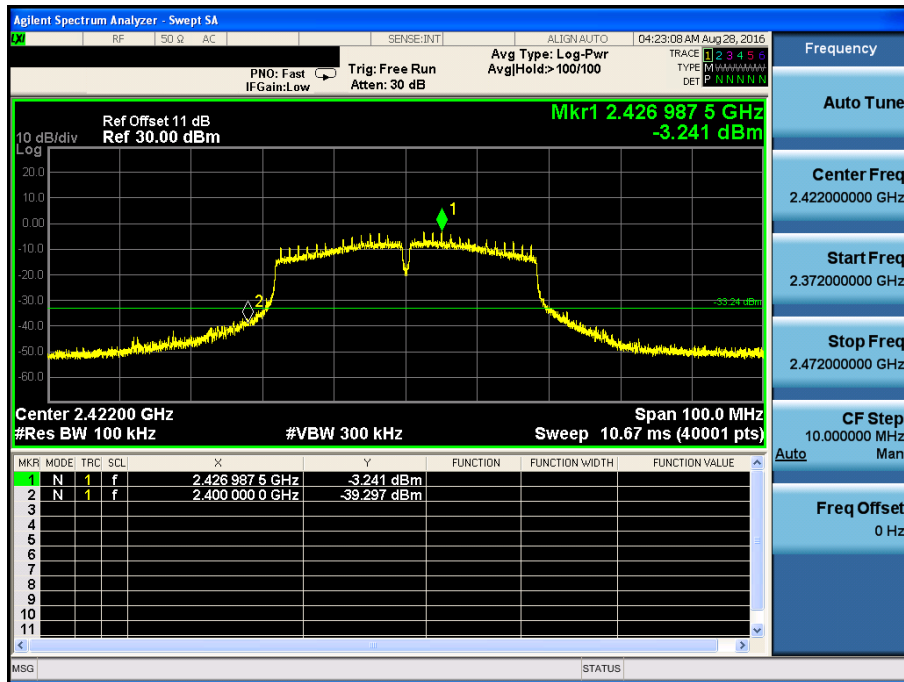 Agilent Spectrum Analyzer - Swept SA
LXI RF 50 Ω AC SENSE:INT ALIGN AUTO 04:23:08 AM Aug 28, 2016
Frequency
PNO: Fast
IFGain:Low
Trig: Free Run
Atten: 30 dB
Avg Type: Log-Pwr
Avg|Hold:>100/100
TRACE 1 2 3 4 5 6
TYPE M WWWWW
DET P N N N N N
Auto Tune
Ref Offset 11 dB
10 dB/div Ref 30.00 dBm
Log
Mkr1 2.426 987 5 GHz
-3.241 dBm
20.0
10.0
0.00
-10.0
-20.0
-30.0
-40.0
-50.0
-60.0
1
2
-33.24 dBm
Center Freq
2.422000000 GHz
Start Freq
2.372000000 GHz
Stop Freq
2.472000000 GHz
Center 2.42200 GHz Span 100.0 MHz
#Res BW 100 kHz #VBW 300 kHz Sweep 10.67 ms (40001 pts)
CF Step
10.000000 MHz
Auto Man
MKR MODE TRC SCL X Y FUNCTION FUNCTION WIDTH FUNCTION VALUE
1 N 1 f 2.426 987 5 GHz -3.241 dBm
2 N 1 f 2.400 000 0 GHz -39.297 dBm
3
4
5
6
7
8
9
10
11
Freq Offset
0 Hz
MSG STATUS